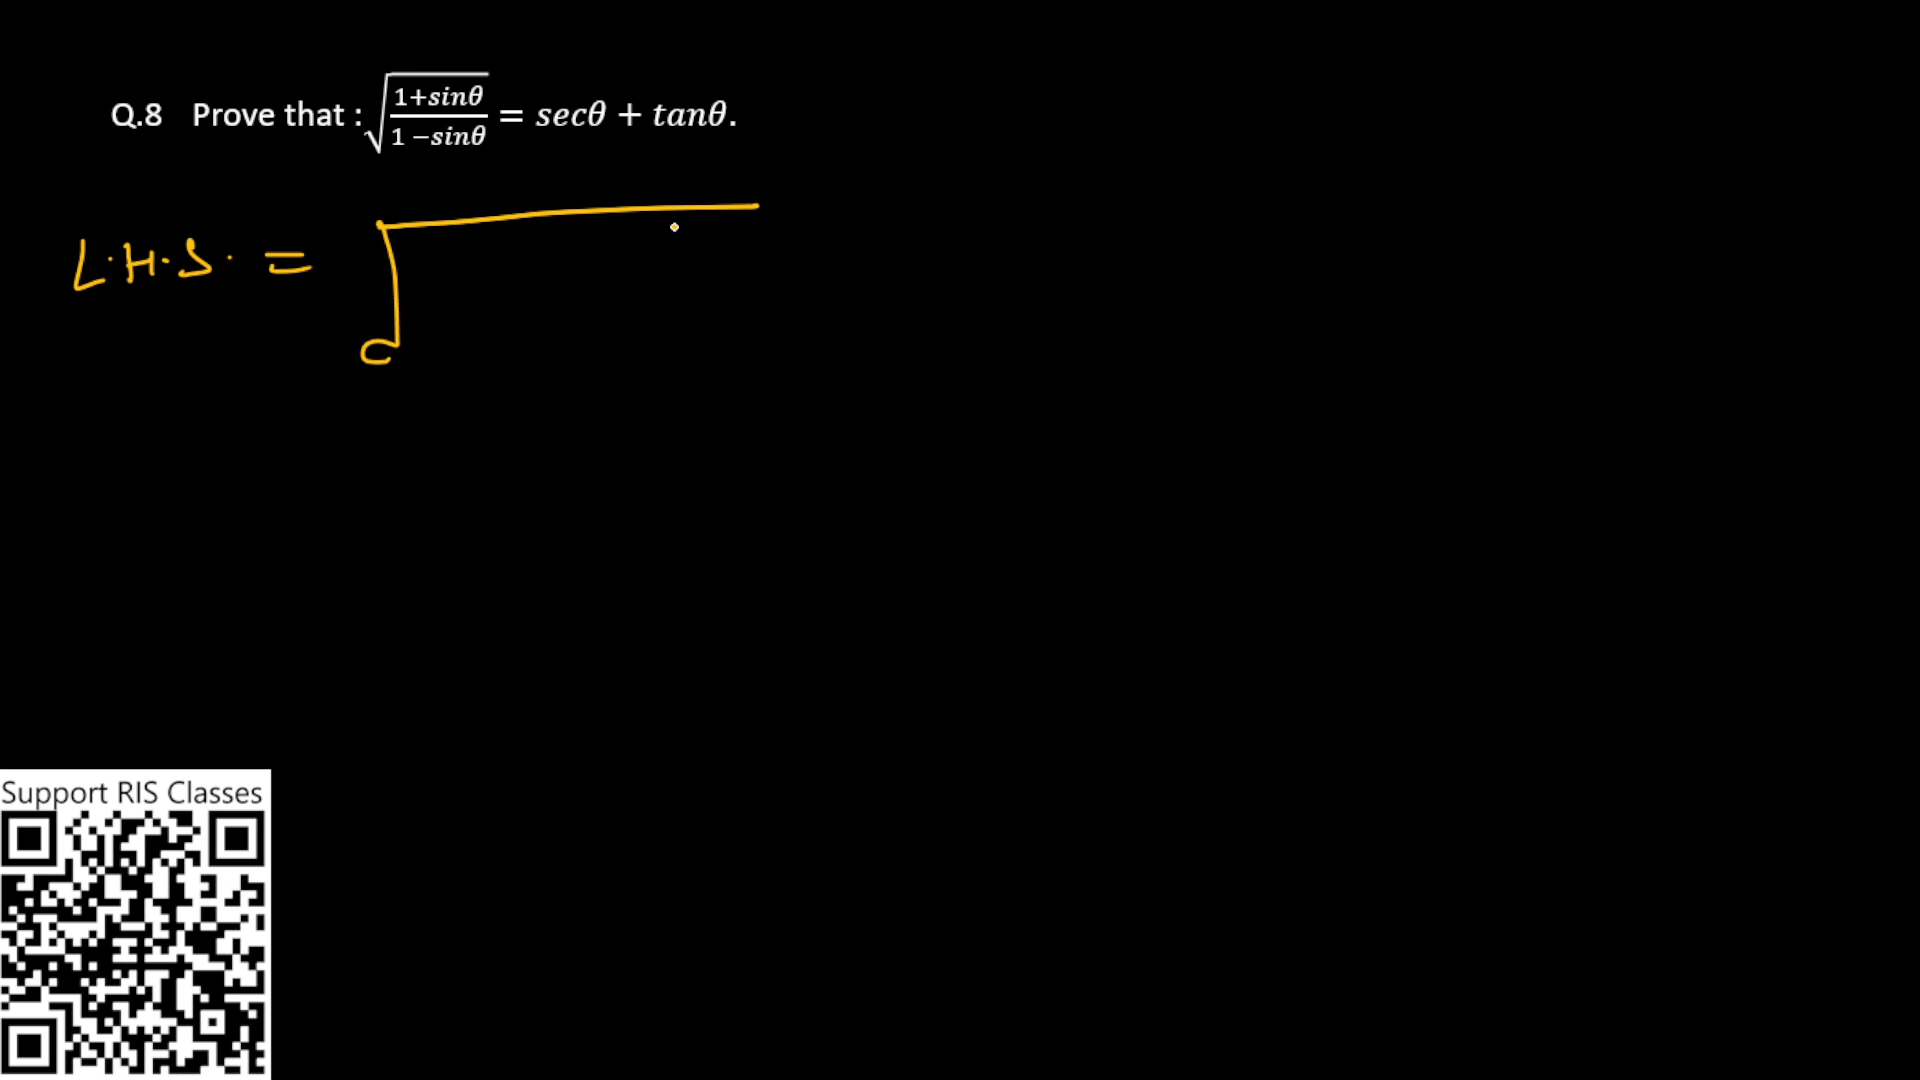 Q.8 Prove that : √(1+sinθ / 1 −sinθ) = secθ + tanθ.
L.H.S. = √
Support RIS Classes